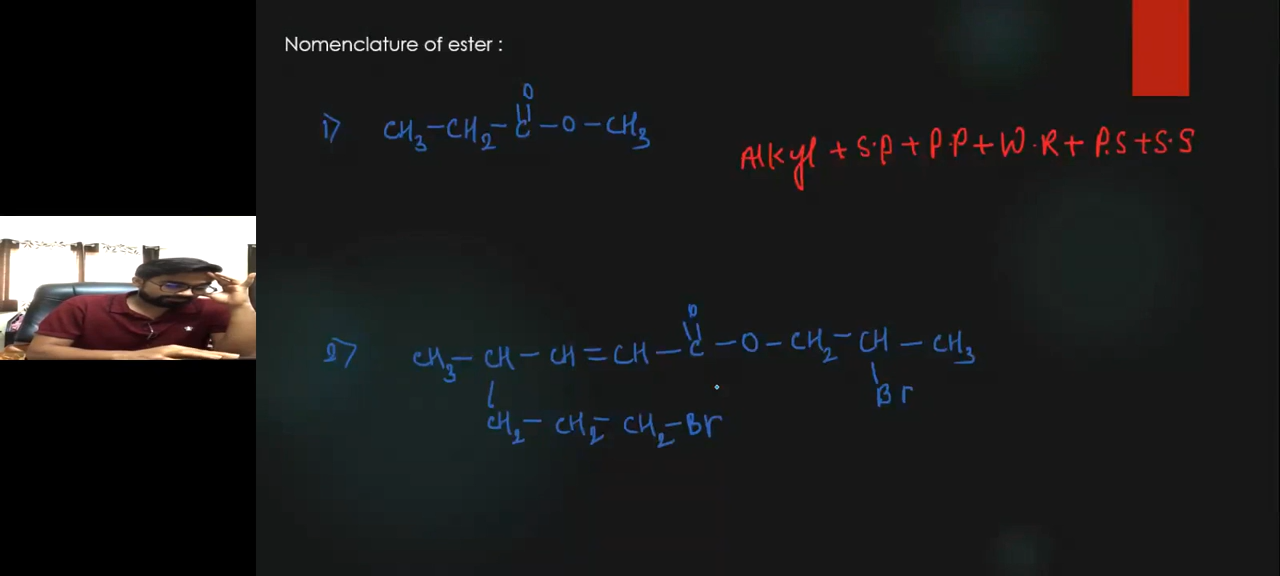 Nomenclature of ester :
O
||
1) CH3-CH2-C-O-CH3
Alkyl + S.P + P.P + W.R + P.S + S.S
O
||
2) CH3-CH-CH=CH-C-O-CH2-CH-CH3
| |
CH2-CH2-CH2-Br Br